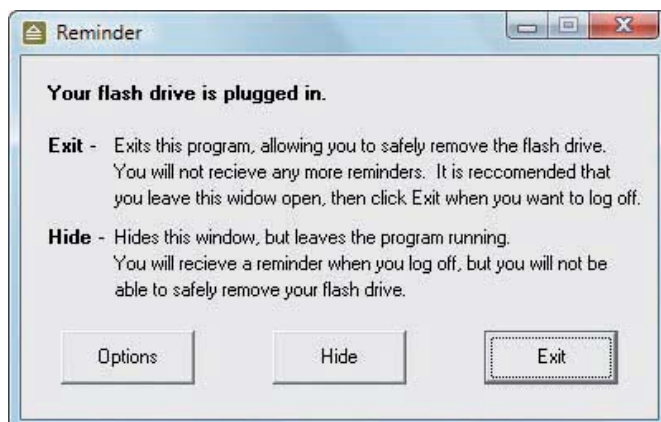 Reminder
Your flash drive is plugged in.
Exit - Exits this program, allowing you to safely remove the flash drive.
You will not recieve any more reminders. It is reccomended that
you leave this widow open, then click Exit when you want to log off.
Hide - Hides this window, but leaves the program running.
You will recieve a reminder when you log off, but you will not be
able to safely remove your flash drive.
Options Hide Exit